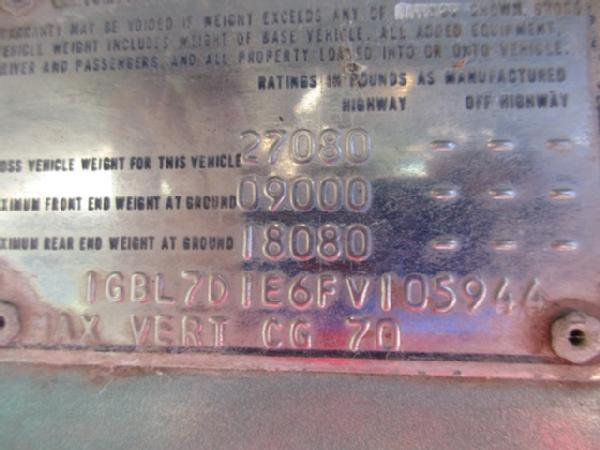 WARRANTY MAY BE VOIDED IF WEIGHT EXCEEDS ANY OF SHOWN. GROSS
VEHICLE WEIGHT INCLUDES WEIGHT OF BASE VEHICLE, ALL ADDED EQUIPMENT,
DRIVER AND PASSENGERS, AND ALL PROPERTY LOADED INTO OR ONTO VEHICLE.
RATINGS IN POUNDS AS MANUFACTURED
HIGHWAY OFF HIGHWAY
OSS VEHICLE WEIGHT FOR THIS VEHICLE 27080 - - -
XIMUM FRONT END WEIGHT AT GROUND 09000 - - -
XIMUM REAR END WEIGHT AT GROUND 18080 - - -
1GBL7D1E6FV105944
MAX VERT CG 70